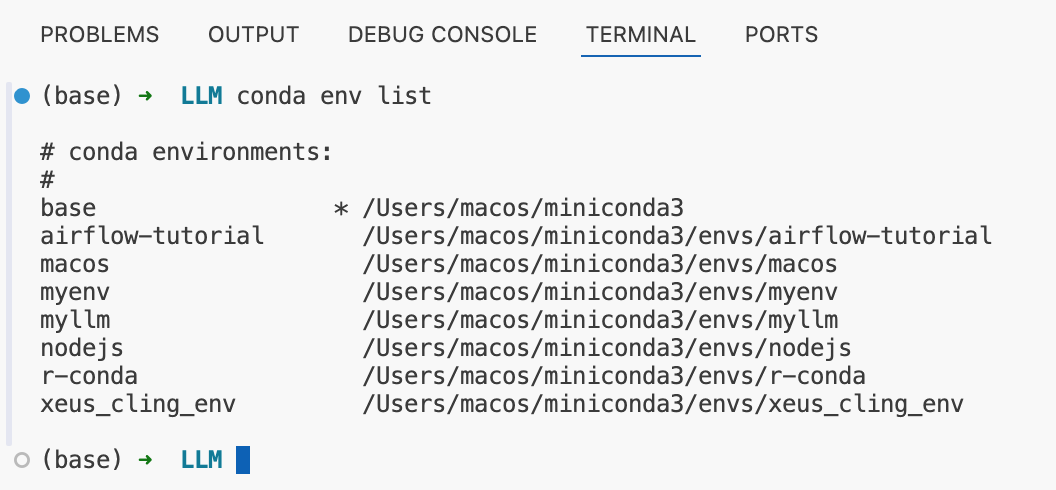 PROBLEMS OUTPUT DEBUG CONSOLE TERMINAL PORTS
(base) ➜ LLM conda env list
# conda environments:
#
base * /Users/macos/miniconda3
airflow-tutorial /Users/macos/miniconda3/envs/airflow-tutorial
macos /Users/macos/miniconda3/envs/macos
myenv /Users/macos/miniconda3/envs/myenv
myllm /Users/macos/miniconda3/envs/myllm
nodejs /Users/macos/miniconda3/envs/nodejs
r-conda /Users/macos/miniconda3/envs/r-conda
xeus_cling_env /Users/macos/miniconda3/envs/xeus_cling_env
(base) ➜ LLM